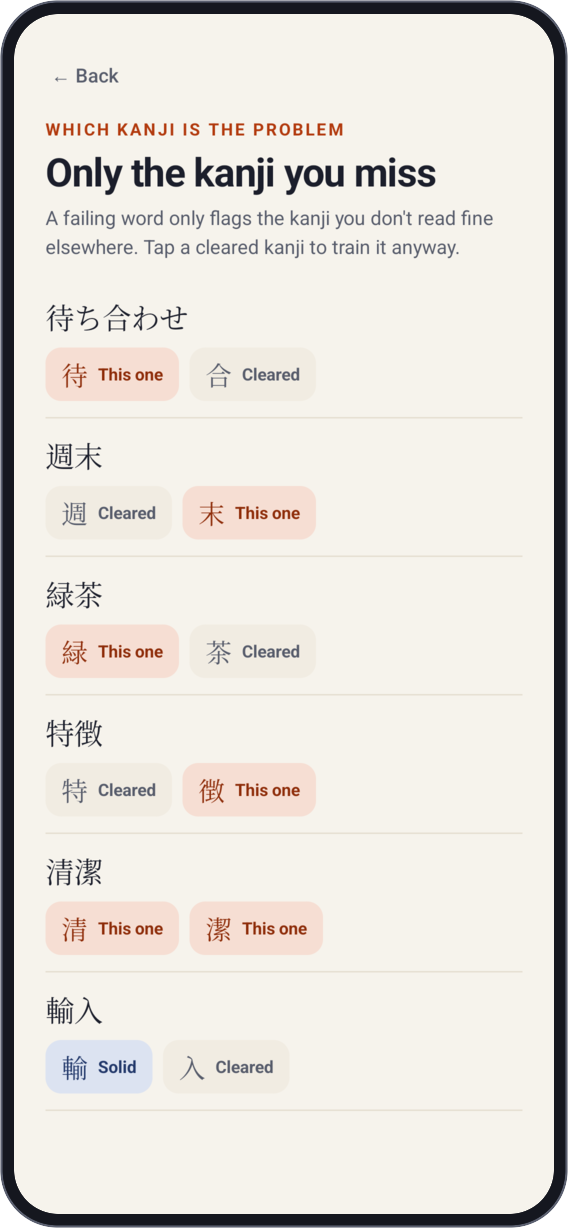 ← Back
WHICH KANJI IS THE PROBLEM
Only the kanji you miss
A failing word only flags the kanji you don't read fine
elsewhere. Tap a cleared kanji to train it anyway.
待ち合わせ
待 This one 合 Cleared
週末
週 Cleared 末 This one
緑茶
緑 This one 茶 Cleared
特徴
特 Cleared 徴 This one
清潔
清 This one 潔 This one
輸入
輸 Solid 入 Cleared